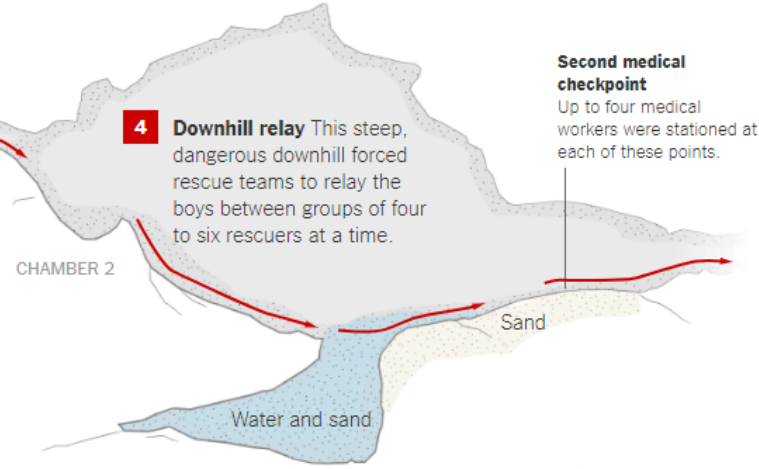 Second medical
checkpoint
Up to four medical
workers were stationed at
each of these points.
4 Downhill relay This steep,
dangerous downhill forced
rescue teams to relay the
boys between groups of four
to six rescuers at a time.
CHAMBER 2
Sand
Water and sand